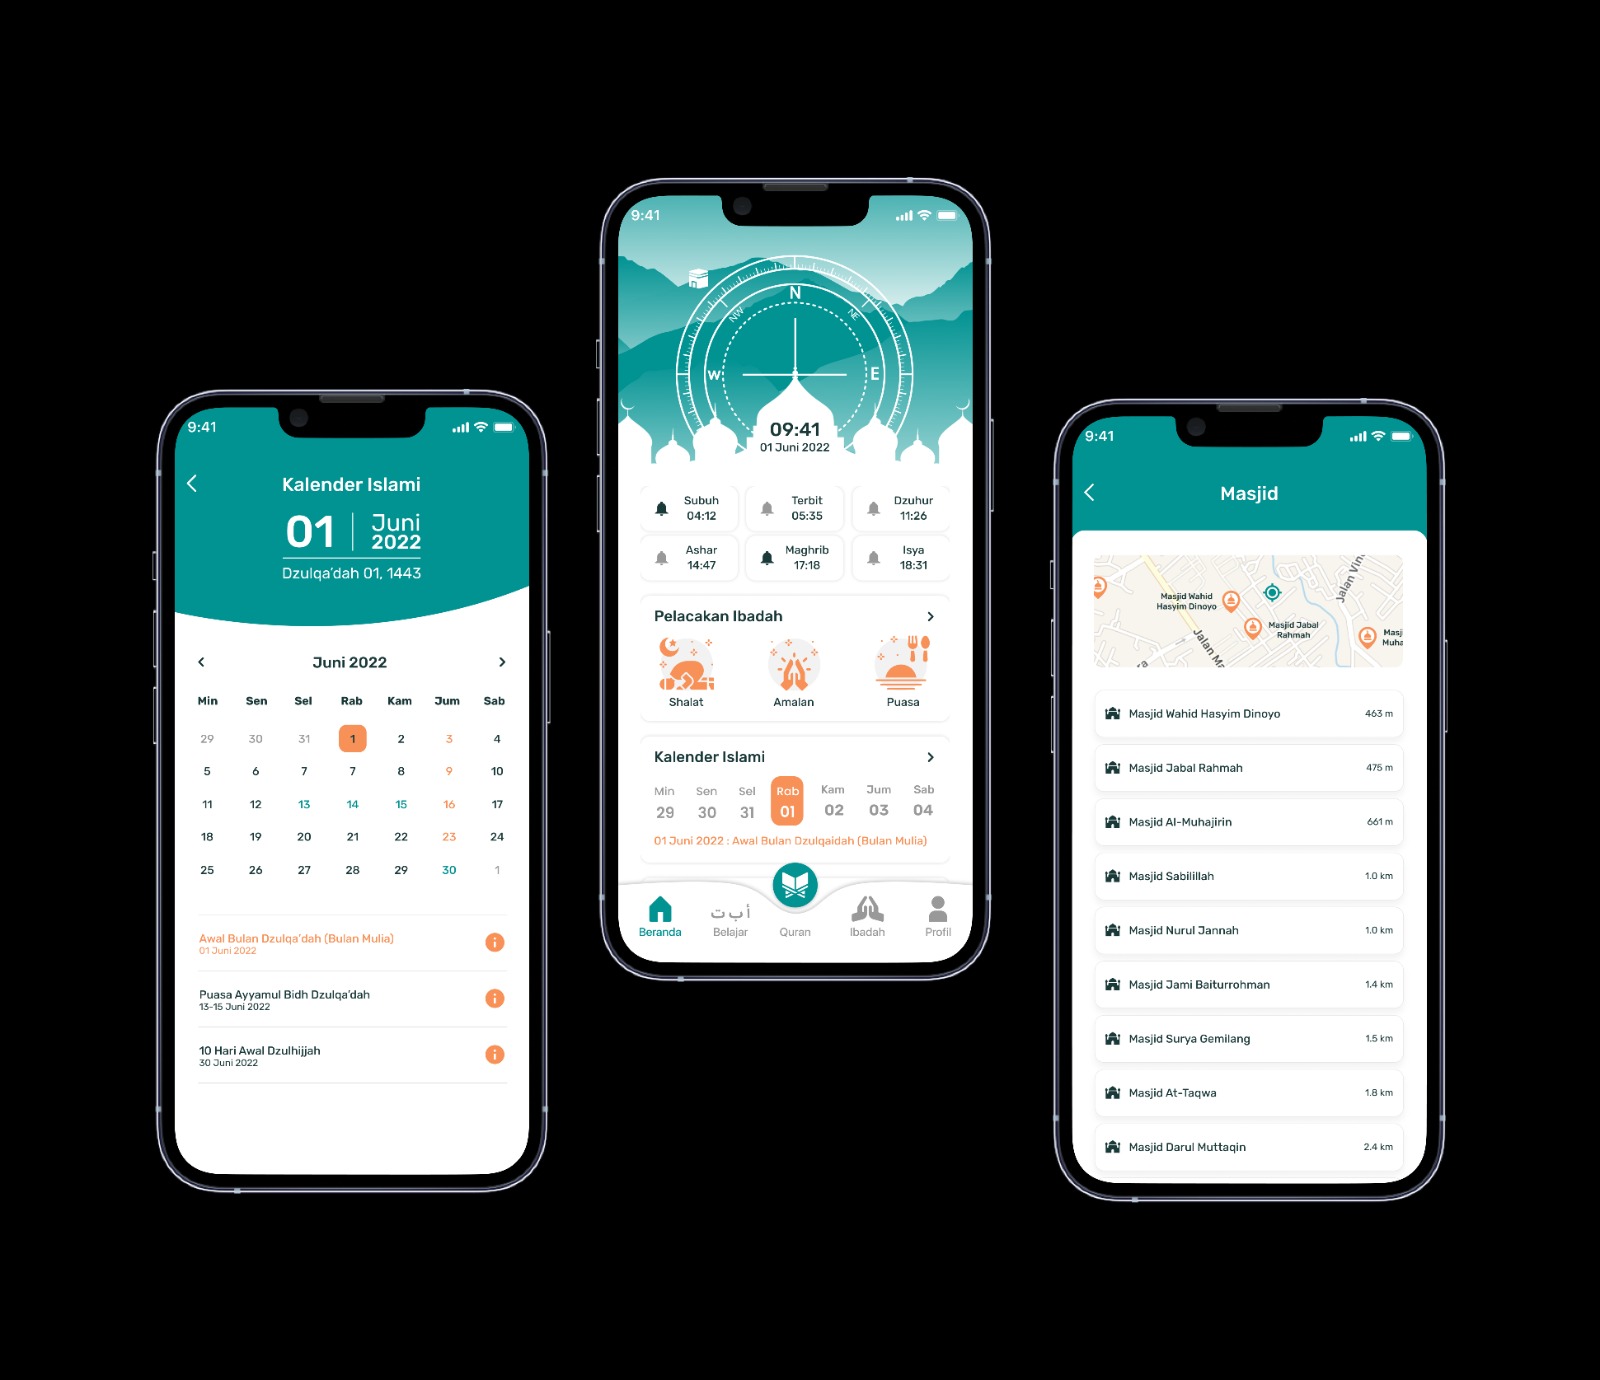 9:41
Kalender Islami
01
Juni
2022
Dzulqa'dah 01, 1443
Juni 2022
Min Sen Sel Rab Kam Jum Sab
29 30 31 1 2 3 4
5 6 7 7 8 9 10
11 12 13 14 15 16 17
18 19 20 21 22 23 24
25 26 27 28 29 30 1
Awal Bulan Dzulqa'dah (Bulan Mulia)
01 Juni 2022
Puasa Ayyamul Bidh Dzulqa'dah
13-15 Juni 2022
10 Hari Awal Dzulhijjah
30 Juni 2022
9:41
N
NW
NE
W
E
09:41
01 Juni 2022
Subuh
04:12
Terbit
05:35
Dzuhur
11:26
Ashar
14:47
Maghrib
17:18
Isya
18:31
Pelacakan Ibadah
Shalat
Amalan
Puasa
Kalender Islami
Min Sen Sel Rab Kam Jum Sab
29 30 31 01 02 03 04
01 Juni 2022 : Awal Bulan Dzulqaidah (Bulan Mulia)
أ ب ت
Beranda Belajar Quran Ibadah Profil
9:41
Masjid
Jalan Vin
Masjid Wahid
Hasyim Dinoyo
Masjid Jabal
Rahmah
Masj
Muha
Jalan M
Masjid Wahid Hasyim Dinoyo 463 m
Masjid Jabal Rahmah 475 m
Masjid Al-Muhajirin 661 m
Masjid Sabilillah 1.0 km
Masjid Nurul Jannah 1.0 km
Masjid Jami Baiturrohman 1.4 km
Masjid Surya Gemilang 1.5 km
Masjid At-Taqwa 1.8 km
Masjid Darul Muttaqin 2.4 km